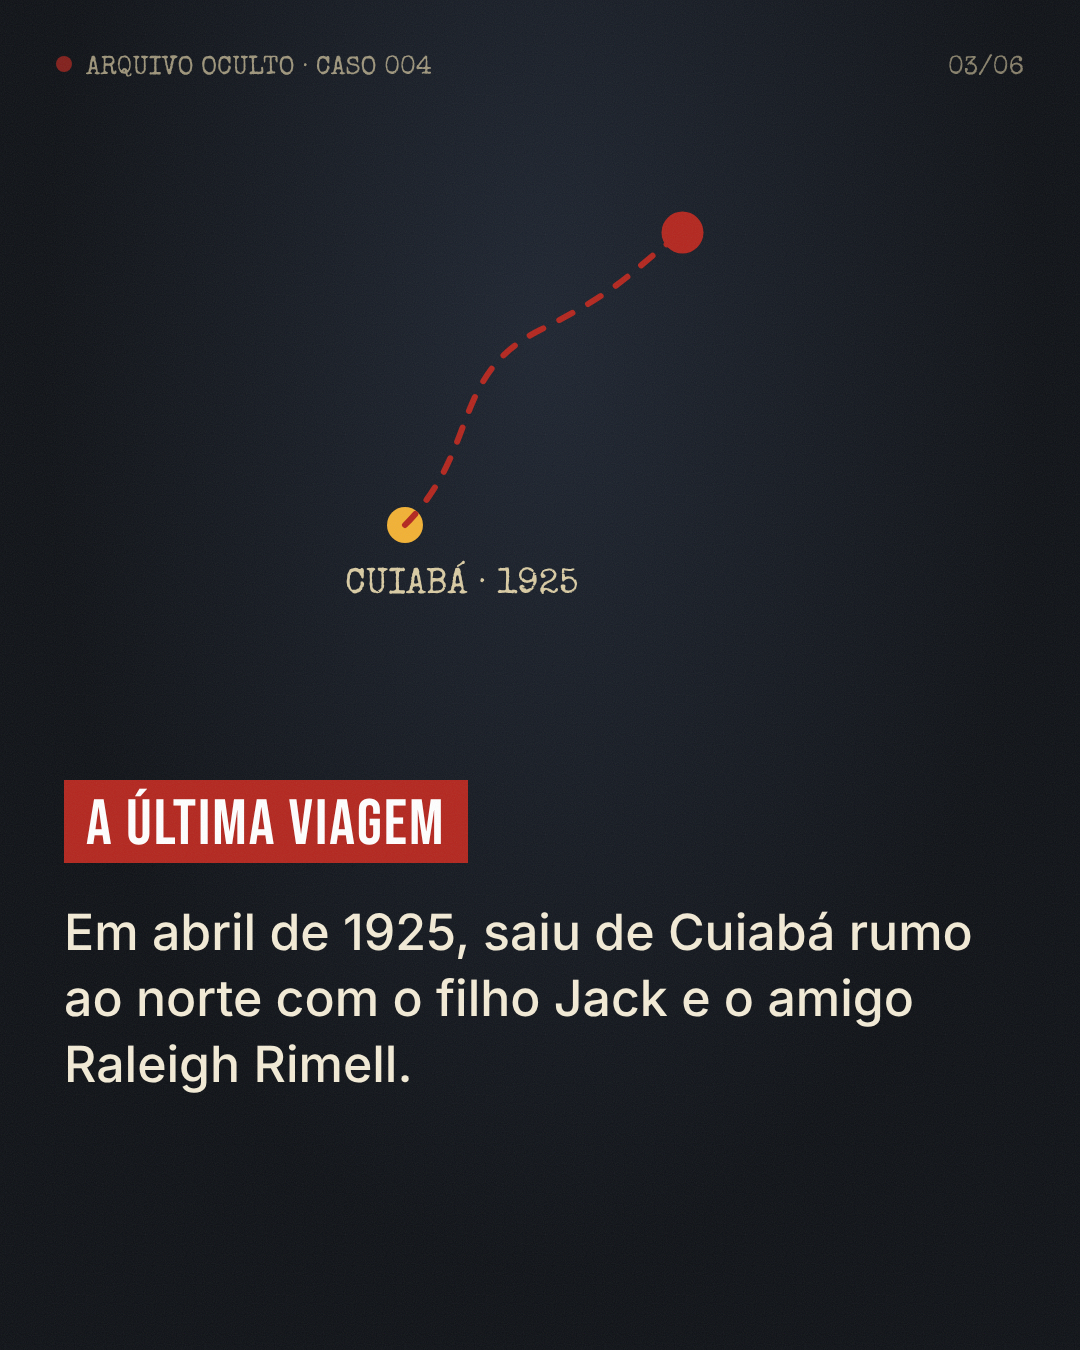 ARQUIVO OCULTO · CASO 004
03/06
CUIABÁ · 1925
A ÚLTIMA VIAGEM
Em abril de 1925, saiu de Cuiabá rumo
ao norte com o filho Jack e o amigo
Raleigh Rimell.